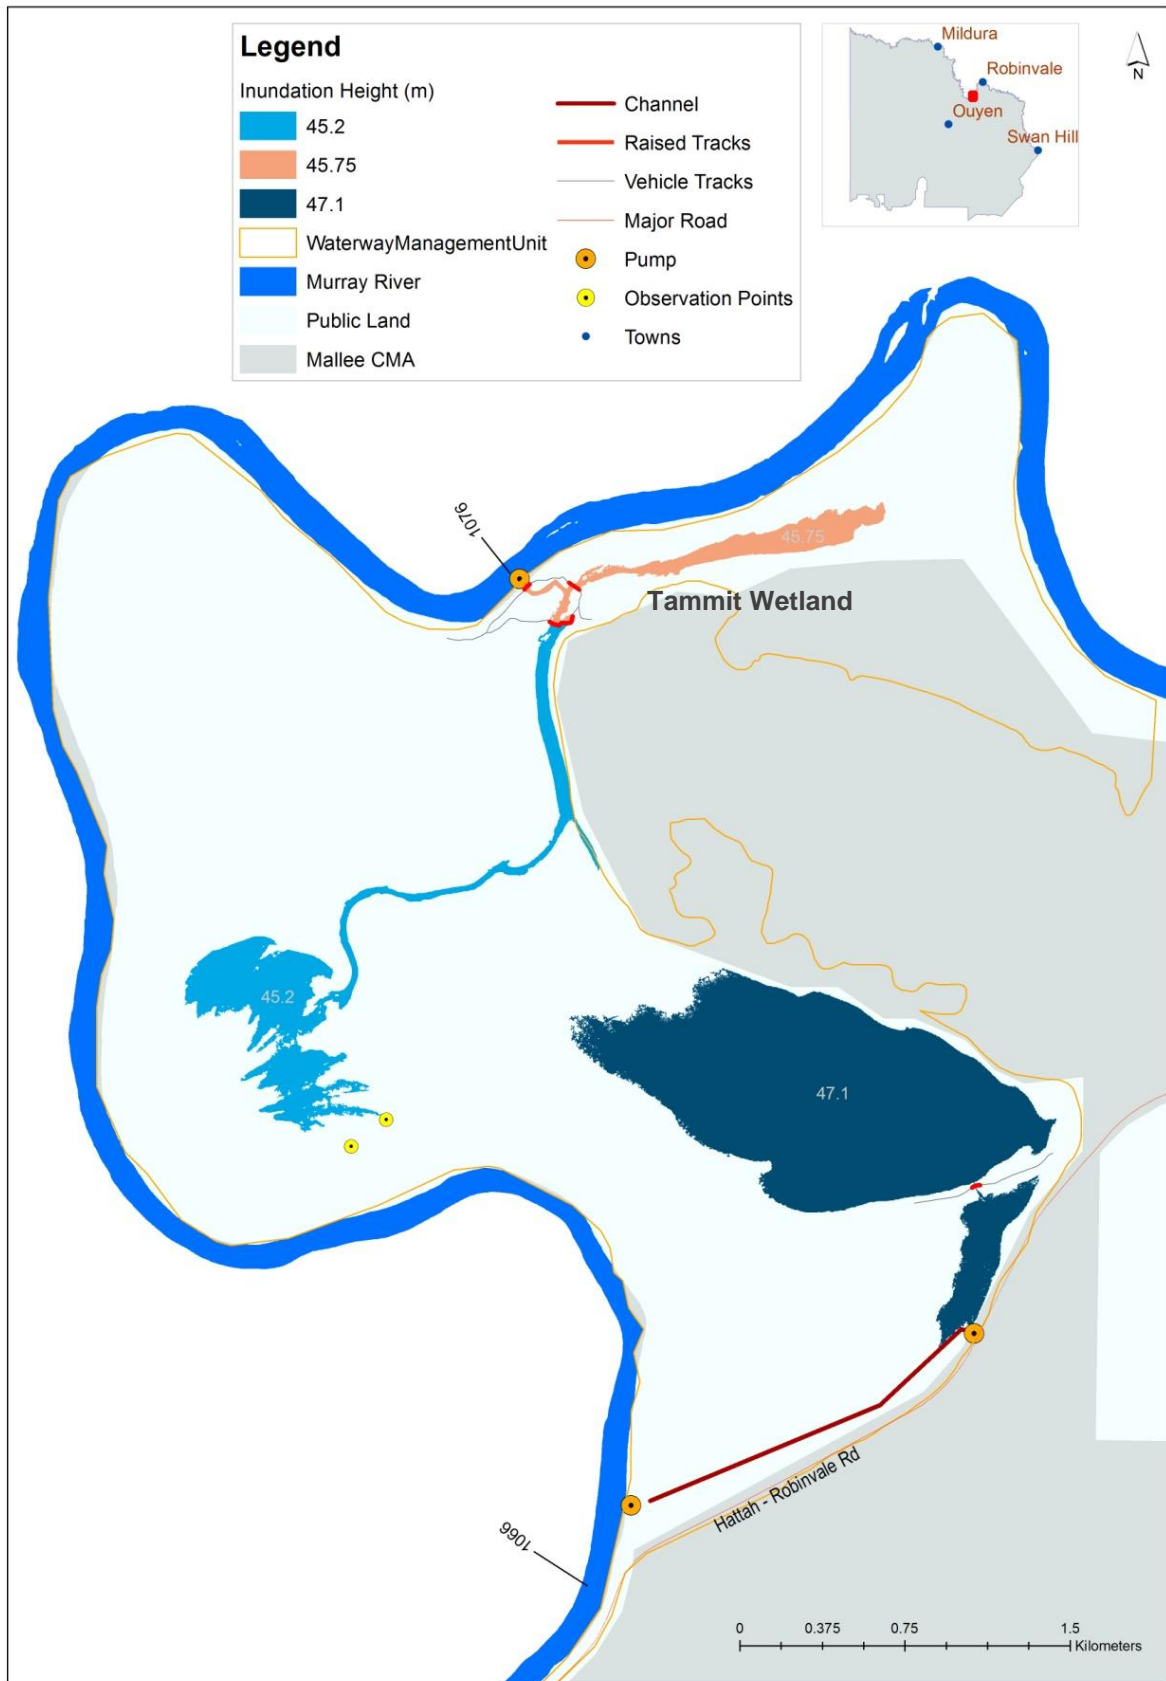 Legend
Inundation Height (m)
45.2
45.75
47.1
WaterwayManagementUnit
Murray River
Public Land
Mallee CMA
Channel
Raised Tracks
Vehicle Tracks
Major Road
Pump
Observation Points
Towns
Mildura
Robinvale
Ouyen
Swan Hill
N
1076
45.75
Tammit Wetland
45.2
47.1
Hattah - Robinvale Rd
1066
0 0.375 0.75 1.5
Kilometers